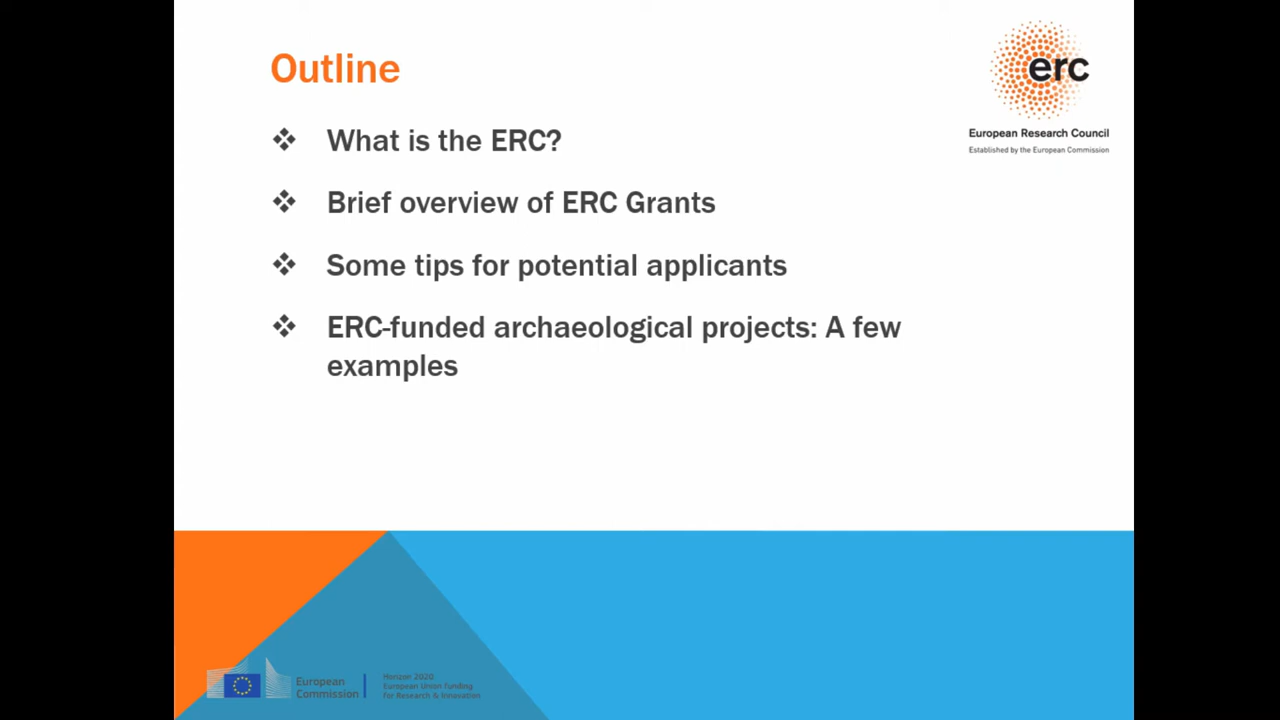 Outline
erc
European Research Council
Established by the European Commission
What is the ERC?
Brief overview of ERC Grants
Some tips for potential applicants
ERC-funded archaeological projects: A few
examples
European
Commission
Horizon 2020
European Union Funding
for Research & Innovation